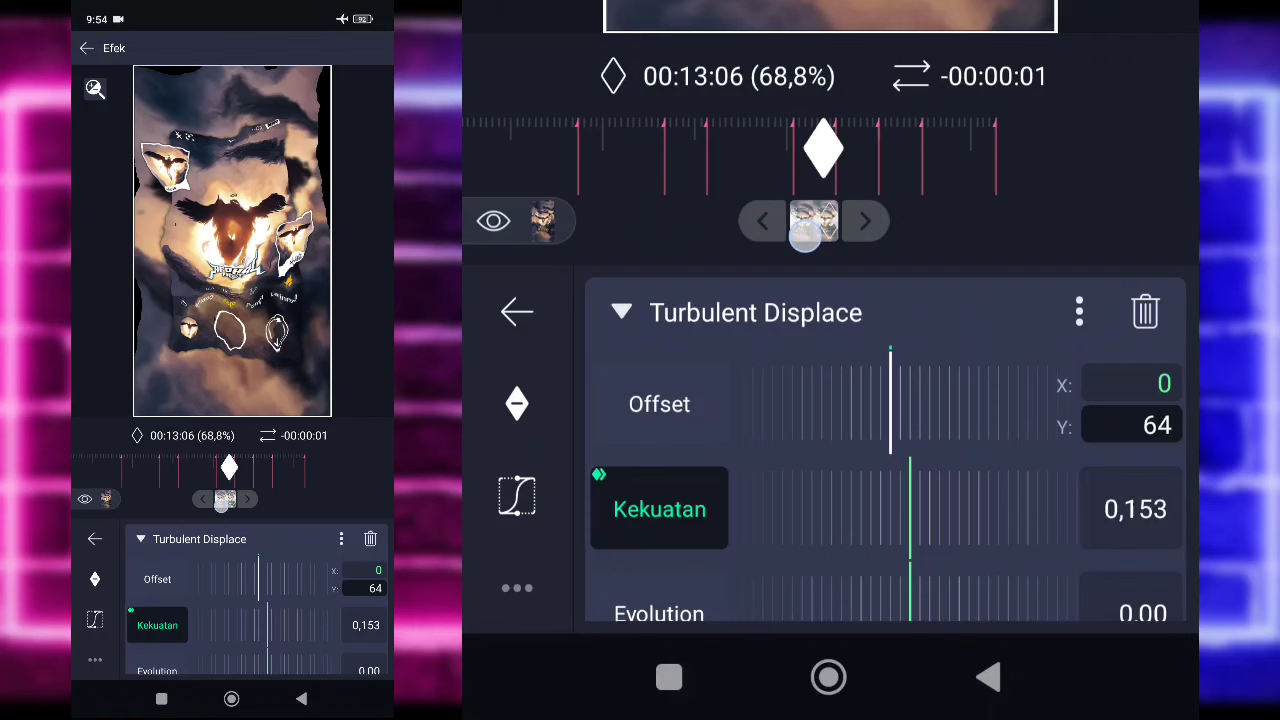 9:54
92
Efek
00:13:06 (68,8%)
-00:00:01
Turbulent Displace
Offset
X:
0
Y:
64
Kekuatan
0,153
Evolution
0.00
00:13:06 (68,8%)
-00:00:01
Turbulent Displace
Offset
X:
0
Y:
64
Kekuatan
0,153
Evolution
0.00